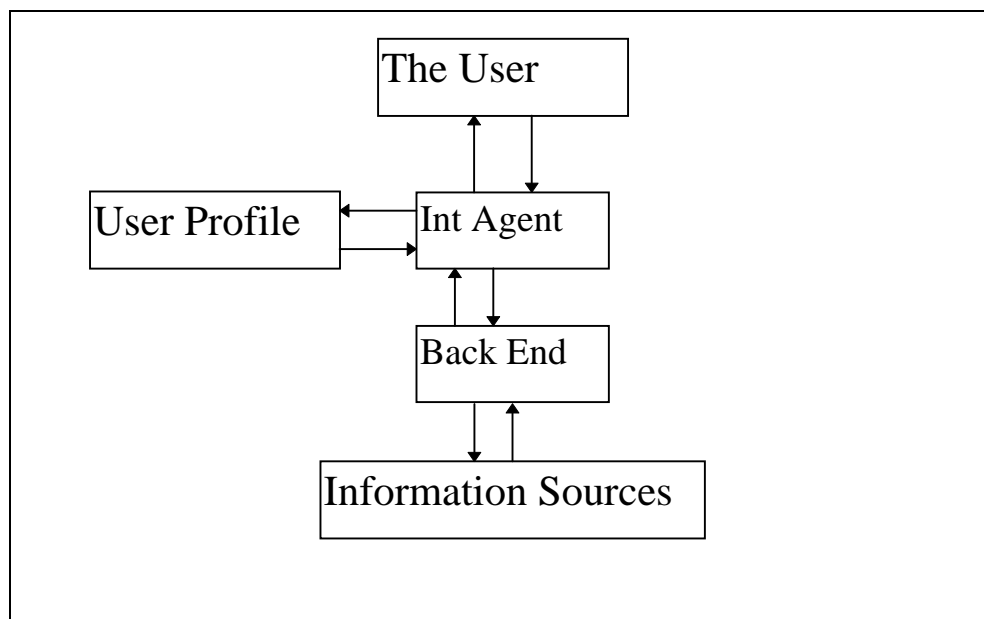 The User
User Profile
Int Agent
Back End
Information Sources